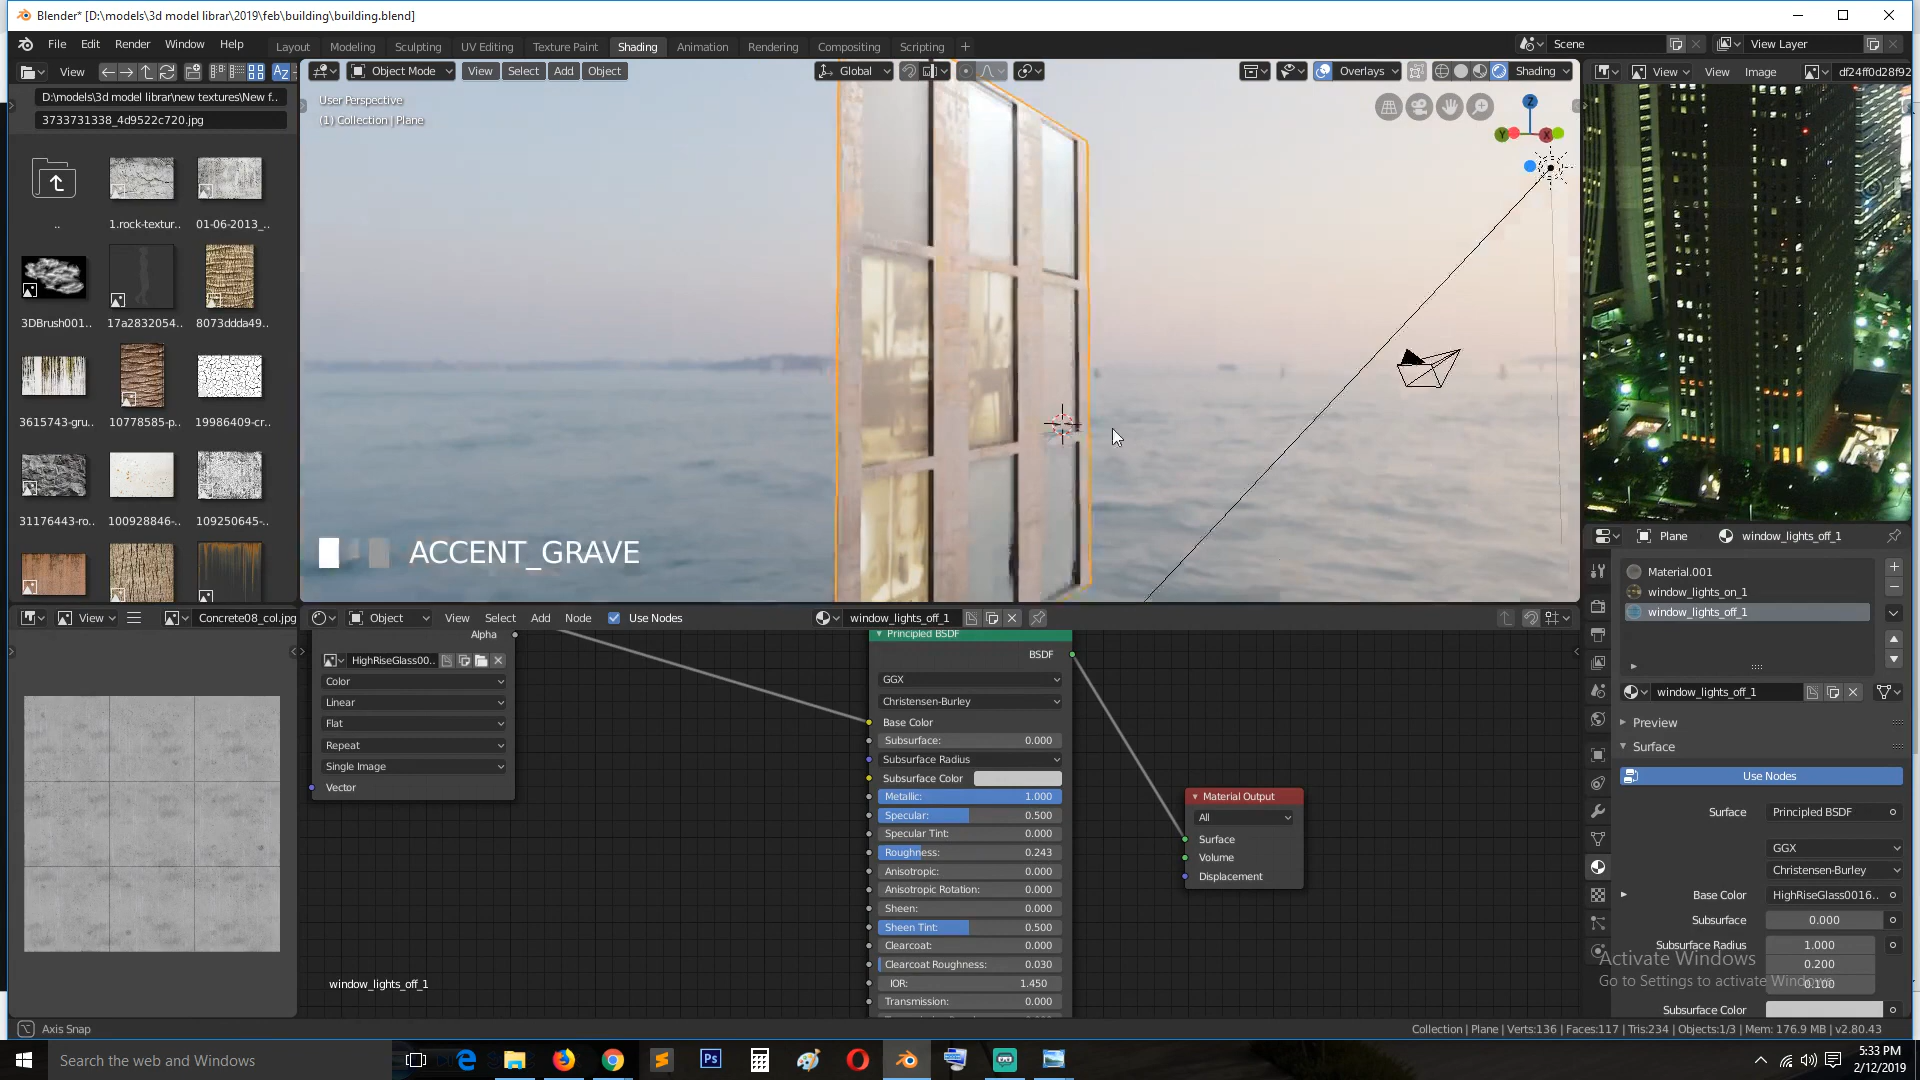 Blender* [D:\models\3d model librar\2019\feb\building\building.blend]
File Edit Render Window Help
Layout Modeling Sculpting UV Editing Texture Paint Shading Animation Rendering Compositing Scripting +
Scene
View Layer
View
Object Mode
View Select Add Object
Global
Overlays
Shading
View View Image
df24ff0d28f92
D:\models\3d model librar\new textures\New f..
3733731338_4d9522c720.jpg
User Perspective
(1) Collection | Plane
Z
Y
X
..
1.rock-textur..
01-06-2013_..
3DBrush001..
17a2832054..
8073ddda49..
3615743-gru..
10778585-p..
19986409-cr..
31176443-ro..
100928846-..
109250645-..
ACCENT_GRAVE
Plane
window_lights_off_1
Material.001
window_lights_on_1
window_lights_off_1
window_lights_off_1
Preview
Surface
Use Nodes
Surface
Principled BSDF
GGX
Christensen-Burley
Base Color
HighRiseGlass0016..
Subsurface
0.000
Subsurface Radius
1.000
0.200
0.100
Subsurface Color
Activate Windows
Go to Settings to activate Windows.
View
Concrete08_col.jpg
Object
View Select Add Node
Use Nodes
window_lights_off_1
Alpha
HighRiseGlass00..
Color
Linear
Flat
Repeat
Single Image
Vector
Principled BSDF
BSDF
GGX
Christensen-Burley
Base Color
Subsurface: 0.000
Subsurface Radius
Subsurface Color
Metallic: 1.000
Specular: 0.500
Specular Tint: 0.000
Roughness: 0.243
Anisotropic: 0.000
Anisotropic Rotation: 0.000
Sheen: 0.000
Sheen Tint: 0.500
Clearcoat: 0.000
Clearcoat Roughness: 0.030
IOR: 1.450
Transmission: 0.000
Material Output
All
Surface
Volume
Displacement
window_lights_off_1
Axis Snap
Collection | Plane | Verts:136 | Faces:117 | Tris:234 | Objects:1/3 | Mem: 176.9 MB | v2.80.43
Search the web and Windows
Ps
5:33 PM
2/12/2019